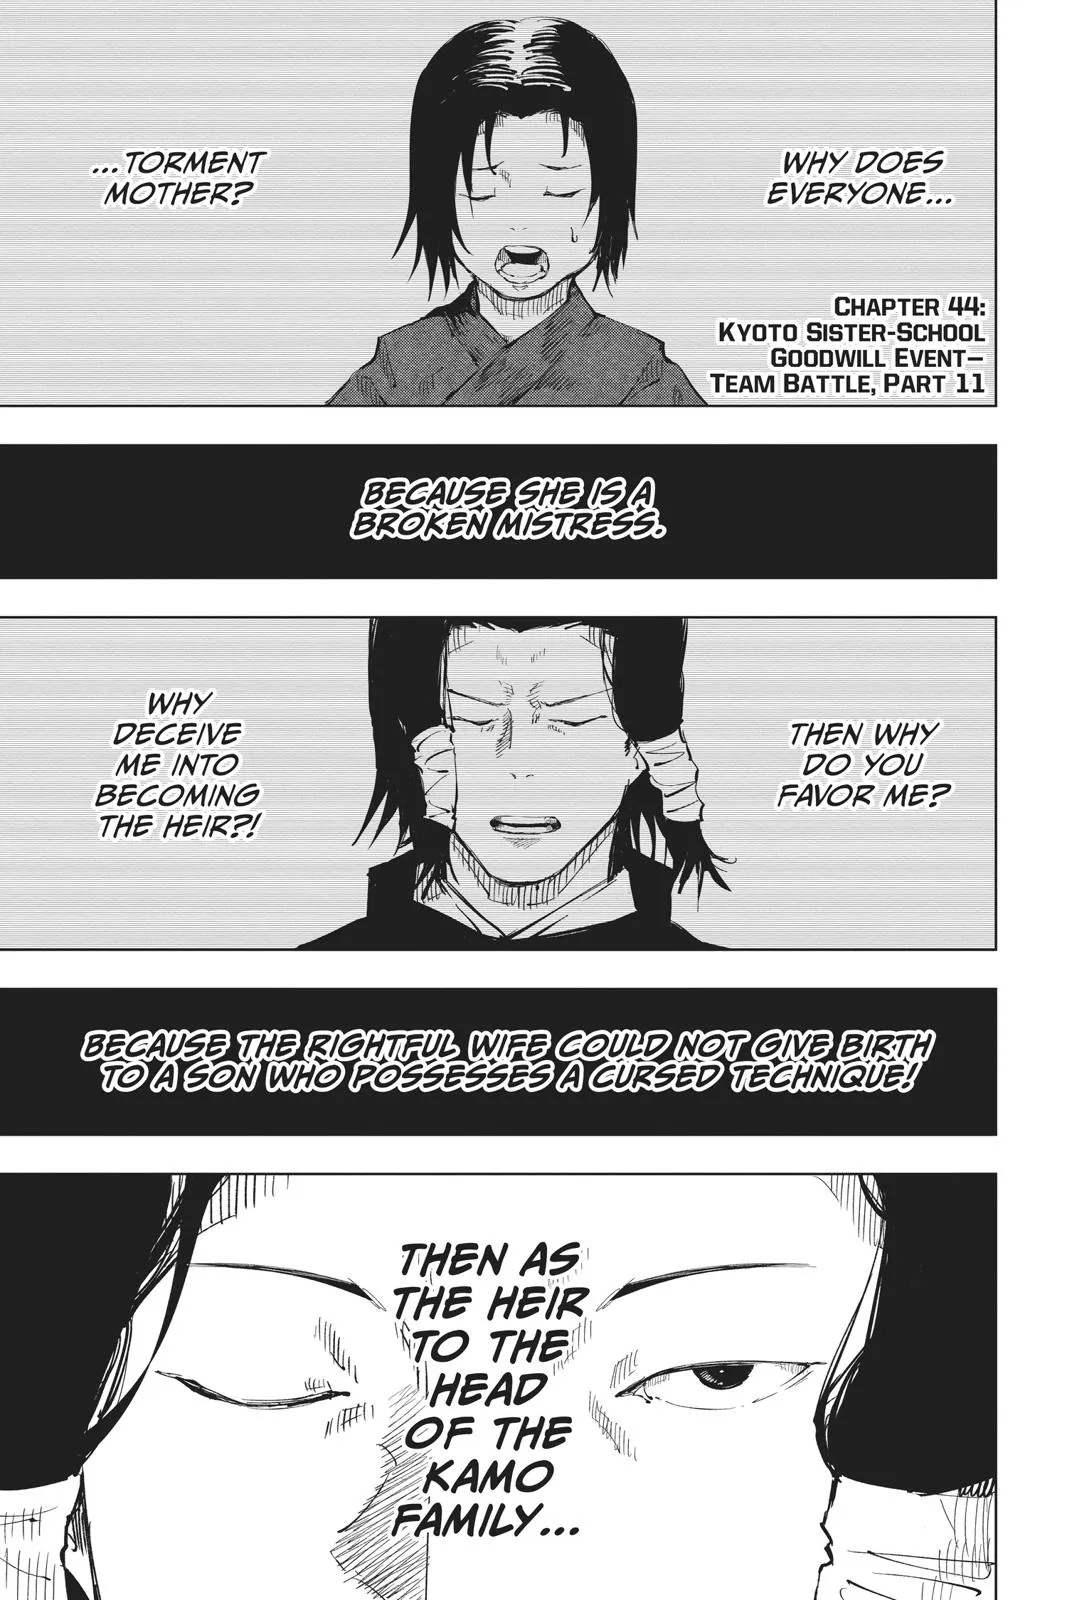 WHY DOES
EVERYONE...
...TORMENT
MOTHER?
CHAPTER 44:
KYOTO SISTER-SCHOOL
GOODWILL EVENT—
TEAM BATTLE, PART 11
BECAUSE SHE IS A
BROKEN MISTRESS.
THEN WHY
DO YOU
FAVOR ME?
WHY
DECEIVE
ME INTO
BECOMING
THE HEIR?!
BECAUSE THE RIGHTFUL WIFE COULD NOT GIVE BIRTH
TO A SON WHO POSSESSES A CURSED TECHNIQUE!
THEN AS
THE HEIR
TO THE
HEAD
OF THE
KAMO
FAMILY...